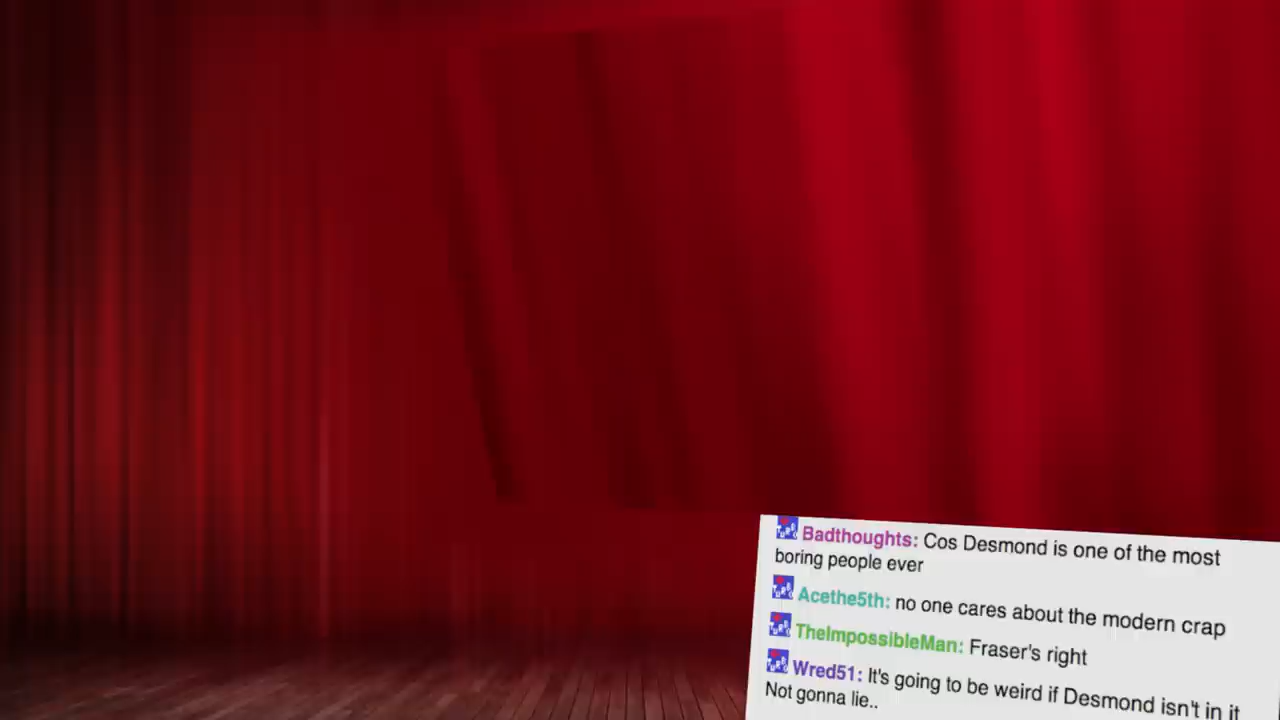 Badthoughts: Cos Desmond is one of the most
boring people ever
Acethe5th: no one cares about the modern crap
TheImpossibleMan: Fraser's right
Wred51: It's going to be weird if Desmond isn't in it
Not gonna lie..